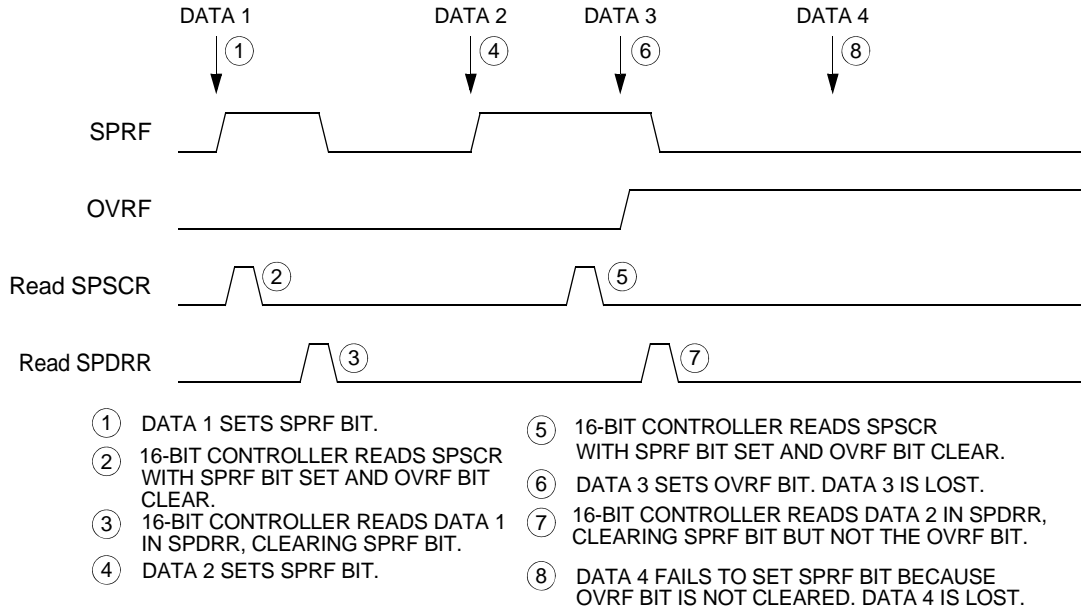 DATA 1 DATA 2 DATA 3 DATA 4
1 4 6 8
SPRF
OVRF
Read SPSCR 2 5
Read SPDRR 3 7
1 DATA 1 SETS SPRF BIT.
2 16-BIT CONTROLLER READS SPSCR
WITH SPRF BIT SET AND OVRF BIT
CLEAR.
3 16-BIT CONTROLLER READS DATA 1
IN SPDRR, CLEARING SPRF BIT.
4 DATA 2 SETS SPRF BIT.
5 16-BIT CONTROLLER READS SPSCR
WITH SPRF BIT SET AND OVRF BIT CLEAR.
6 DATA 3 SETS OVRF BIT. DATA 3 IS LOST.
7 16-BIT CONTROLLER READS DATA 2 IN SPDRR,
CLEARING SPRF BIT BUT NOT THE OVRF BIT.
8 DATA 4 FAILS TO SET SPRF BIT BECAUSE
OVRF BIT IS NOT CLEARED. DATA 4 IS LOST.